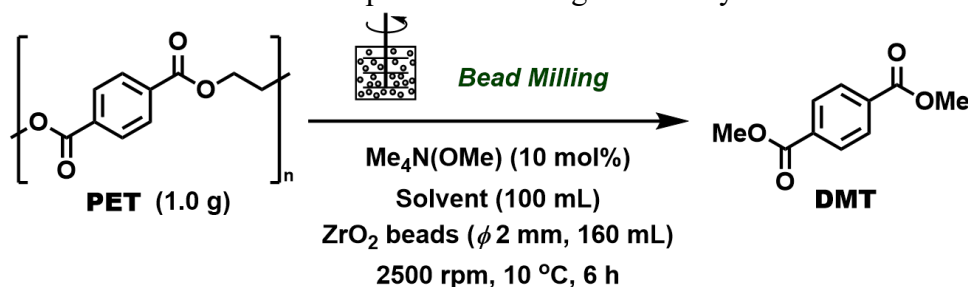 O
O
O
O
n
PET (1.0 g)
Bead Milling
Me4N(OMe) (10 mol%)
Solvent (100 mL)
ZrO2 beads (ϕ 2 mm, 160 mL)
2500 rpm, 10 oC, 6 h
O
OMe
MeO
O
DMT